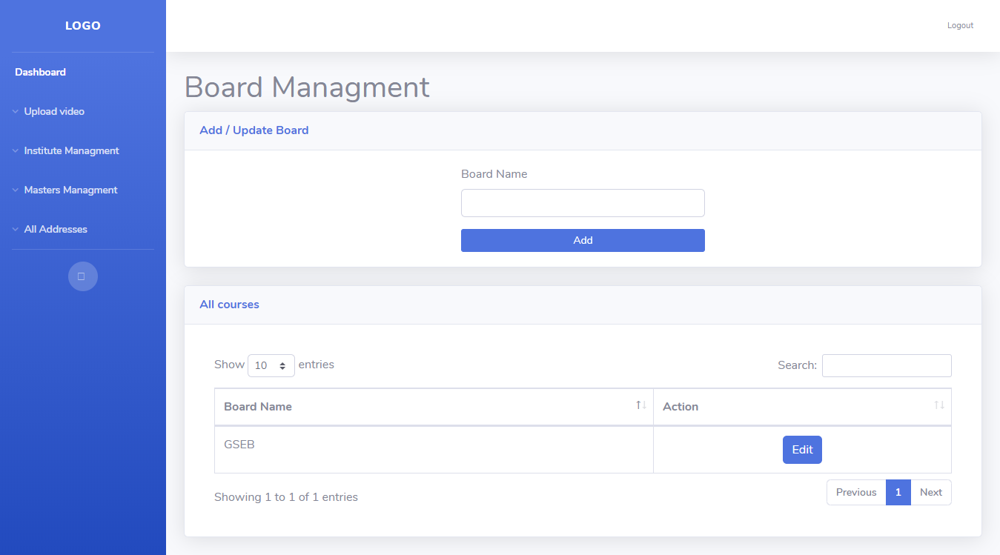 LOGO
Logout
Dashboard
Upload video
Institute Managment
Masters Managment
All Addresses
Board Managment
Add / Update Board
Board Name
Add
All courses
Show 10 entries
Search:
Board Name Action
GSEB Edit
Showing 1 to 1 of 1 entries
Previous 1 Next